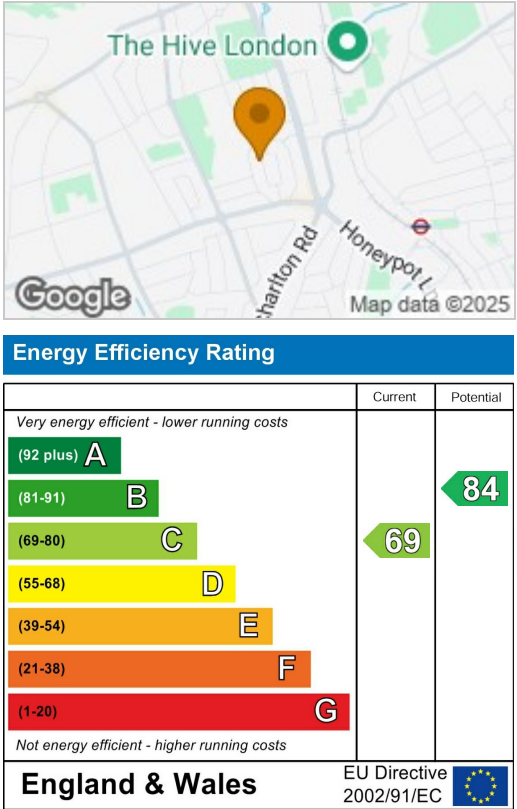 The Hive London
charlton Rd
Honeypot L
Google
Map data ©2025
Energy Efficiency Rating
Current
Potential
Very energy efficient - lower running costs
(92 plus) A
(81-91) B
84
(69-80) C
69
(55-68) D
(39-54) E
(21-38) F
(1-20) G
Not energy efficient - higher running costs
England & Wales
EU Directive
2002/91/EC